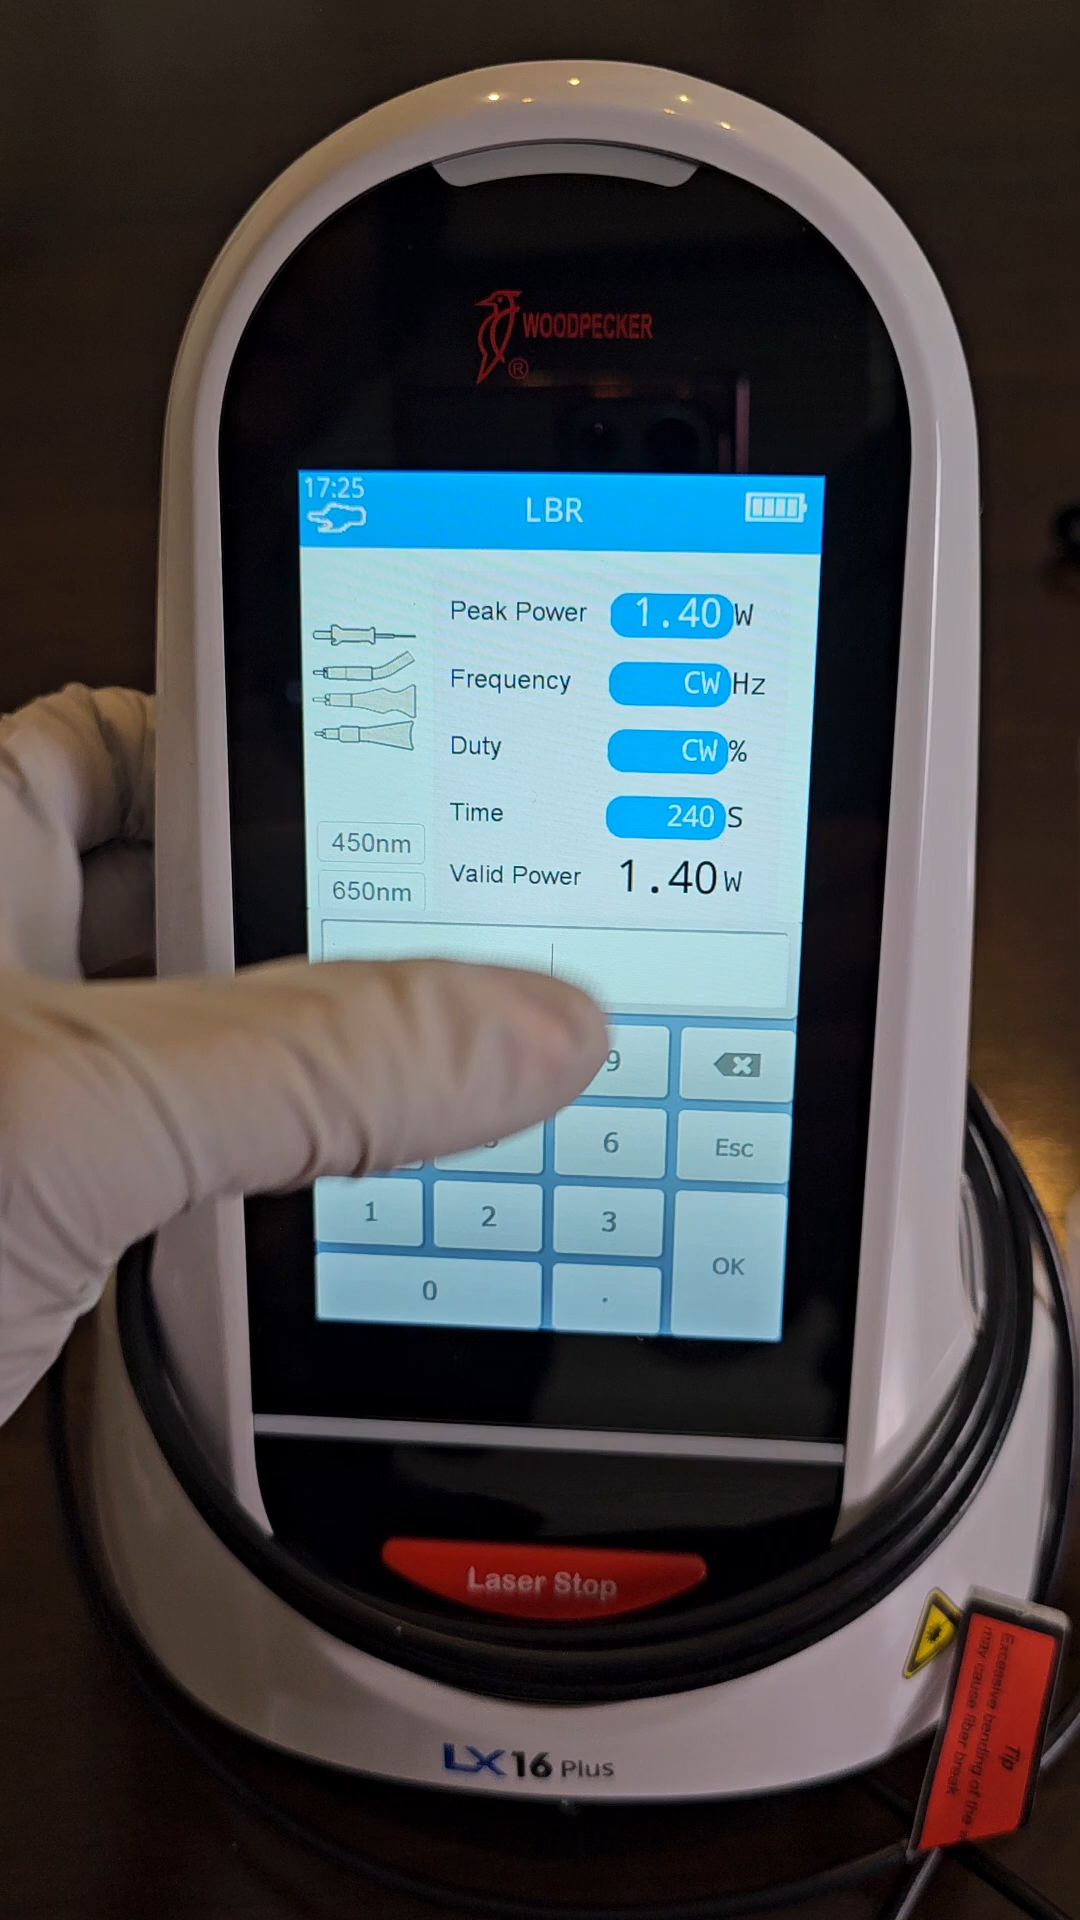 WOODPECKER
®
17:25
LBR
Peak Power 1.40 W
Frequency CW Hz
Duty CW %
Time 240 S
450nm
650nm
Valid Power 1.40 W
9
6 Esc
1 2 3
OK
0 .
Laser Stop
LX 16 Plus
Tip
Excessive bending of the
may cause fiber break